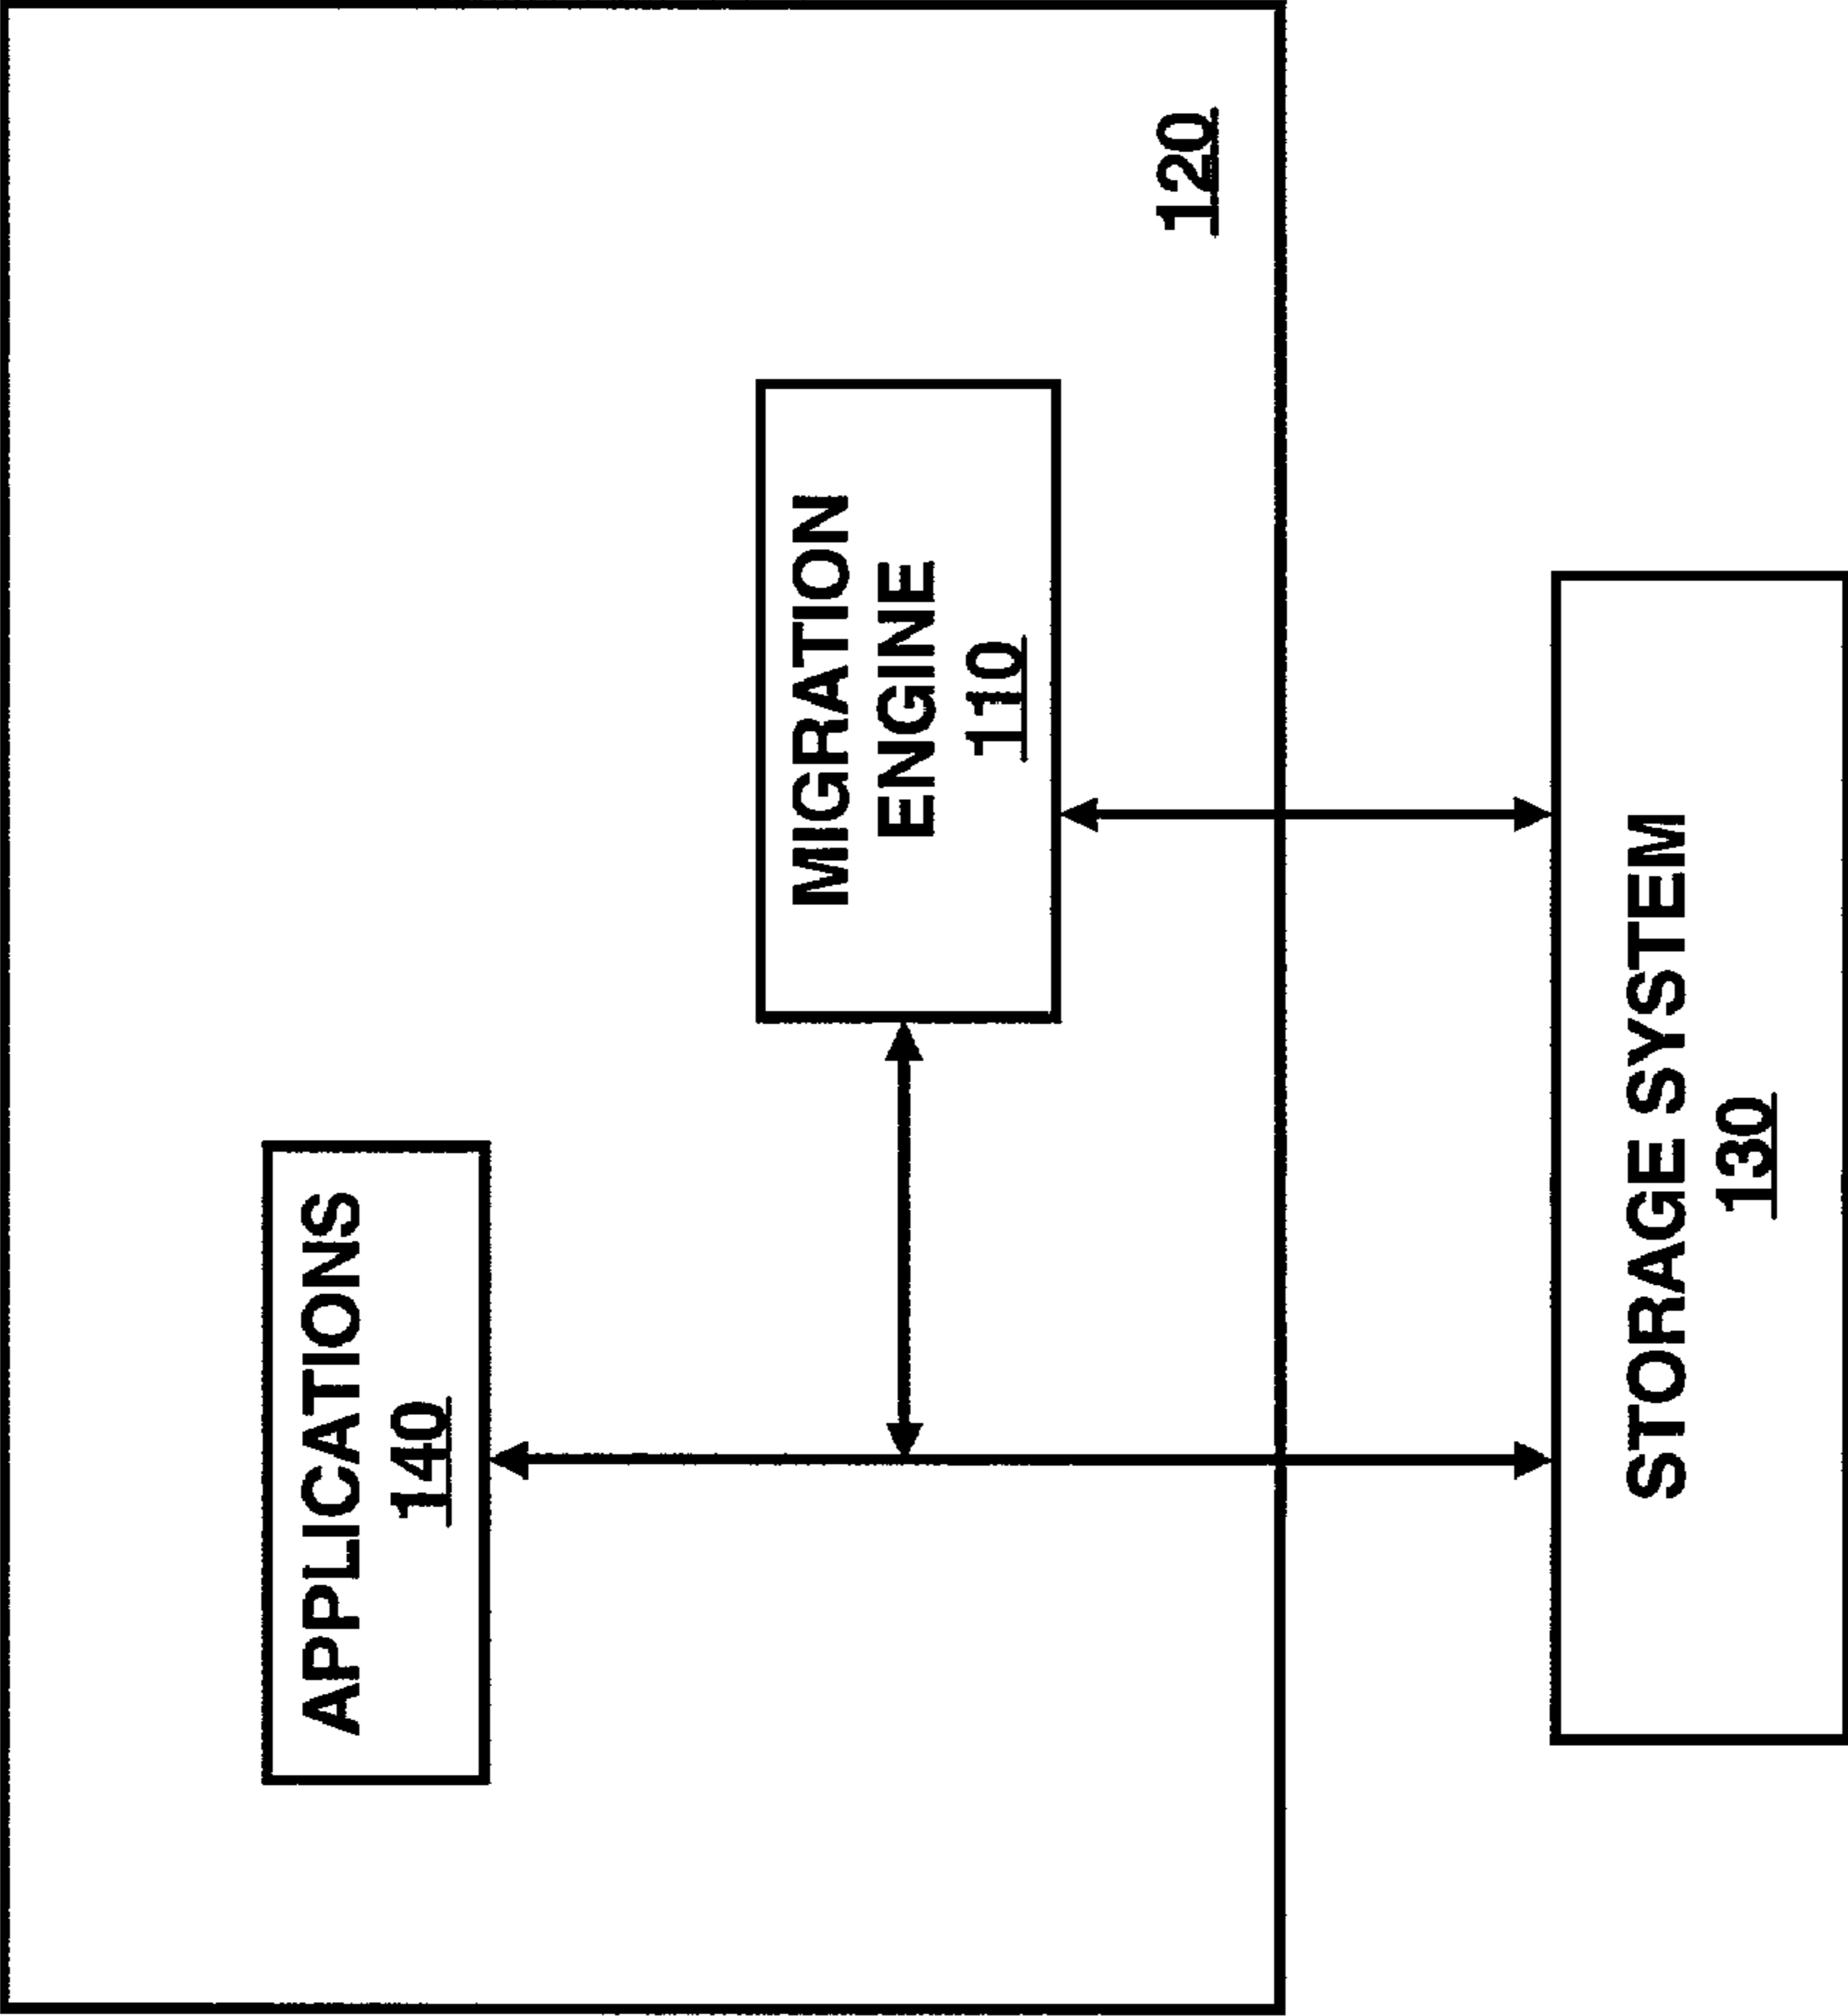 APPLICATIONS
140
MIGRATION
ENGINE
110
120
STORAGE SYSTEM
130